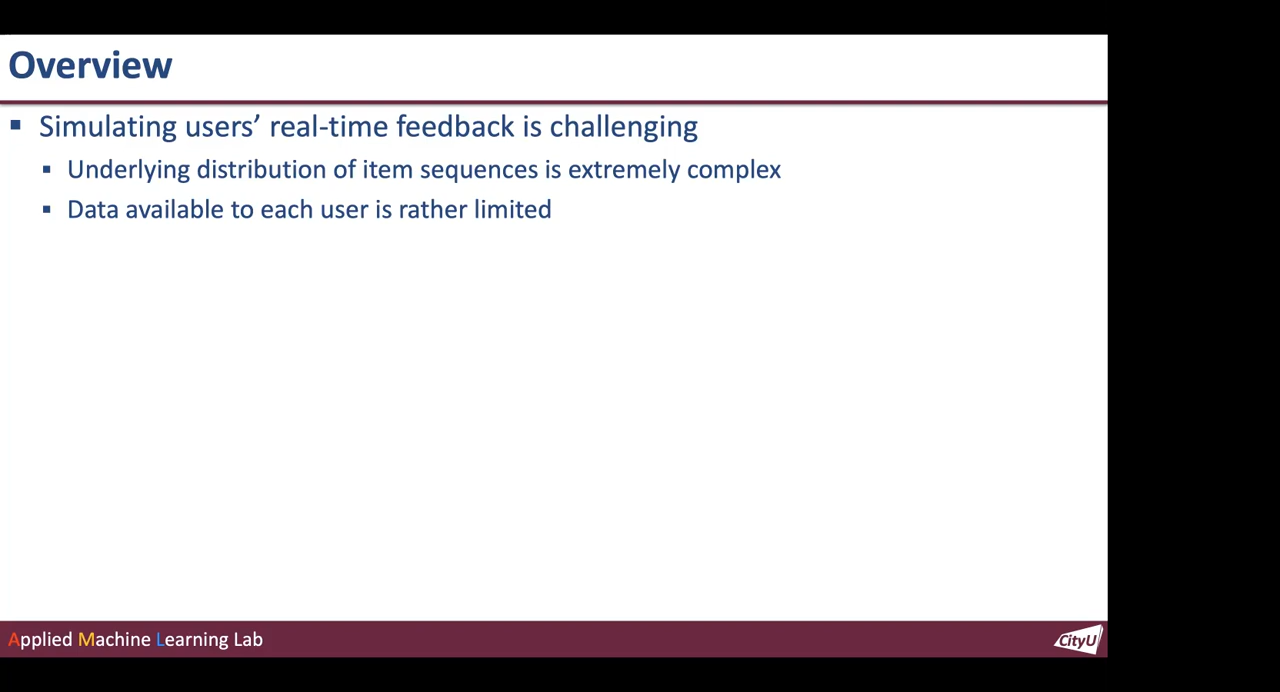 Overview
▪ Simulating users’ real-time feedback is challenging
▪ Underlying distribution of item sequences is extremely complex
▪ Data available to each user is rather limited
Applied Machine Learning Lab
CityU